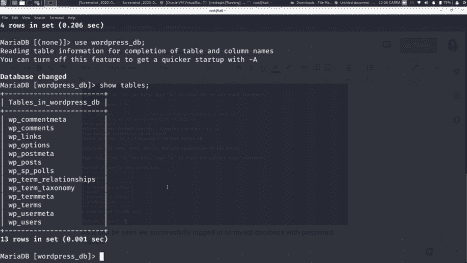 4 rows in set (0.206 sec)
MariaDB [(none)]> use wordpress_db;
Reading table information for completion of table and column names
You can turn off this feature to get a quicker startup with -A
Database changed
MariaDB [wordpress_db]> show tables;
+------------------------+
| Tables_in_wordpress_db |
+------------------------+
| wp_commentmeta |
| wp_comments |
| wp_links |
| wp_options |
| wp_postmeta |
| wp_posts |
| wp_sp_polls |
| wp_term_relationships |
| wp_term_taxonomy |
| wp_termmeta |
| wp_terms |
| wp_usermeta |
| wp_users |
+------------------------+
13 rows in set (0.001 sec)
MariaDB [wordpress_db]>